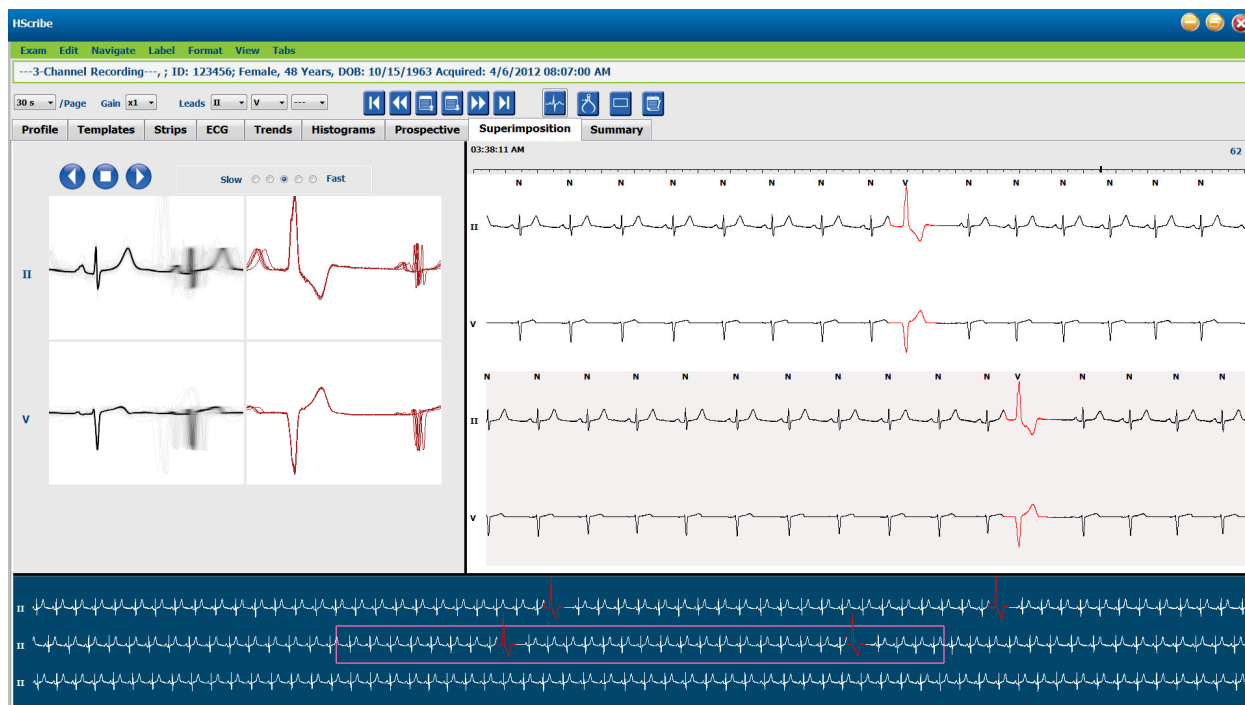 HScribe
Exam Edit Navigate Label Format View Tabs
---3-Channel Recording---, ; ID: 123456; Female, 48 Years, DOB: 10/15/1963 Acquired: 4/6/2012 08:07:00 AM
30 s /Page Gain x1 Leads II V ---
Profile Templates Strips ECG Trends Histograms Prospective Superimposition Summary
03:38:11 AM 62
Slow Fast
N N N N N N N N V N N N N N N
II
V
II
V
N N N N N N N N N N N V N N N N
II
V
II
II
II